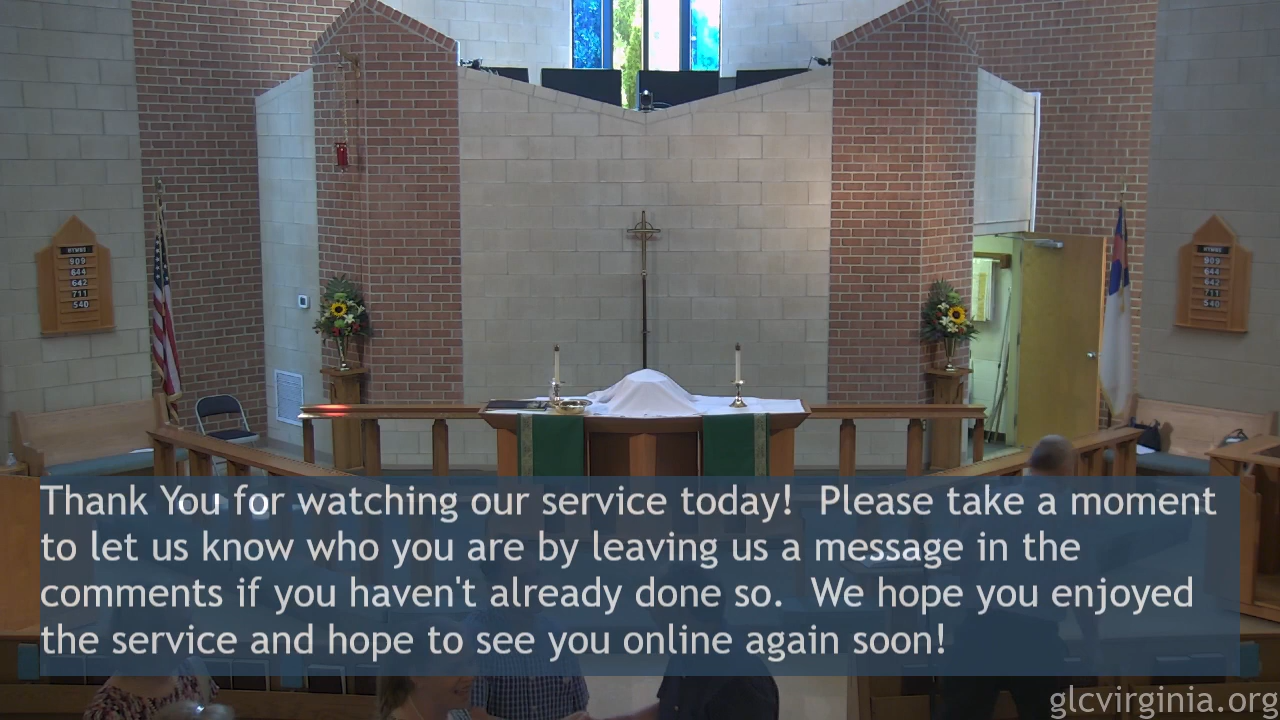 HYMNS
909
644
642
711
540
HYMNS
909
644
642
711
540
Thank You for watching our service today!  Please take a moment
to let us know who you are by leaving us a message in the
comments if you haven't already done so.  We hope you enjoyed
the service and hope to see you online again soon!
glcvirginia.org